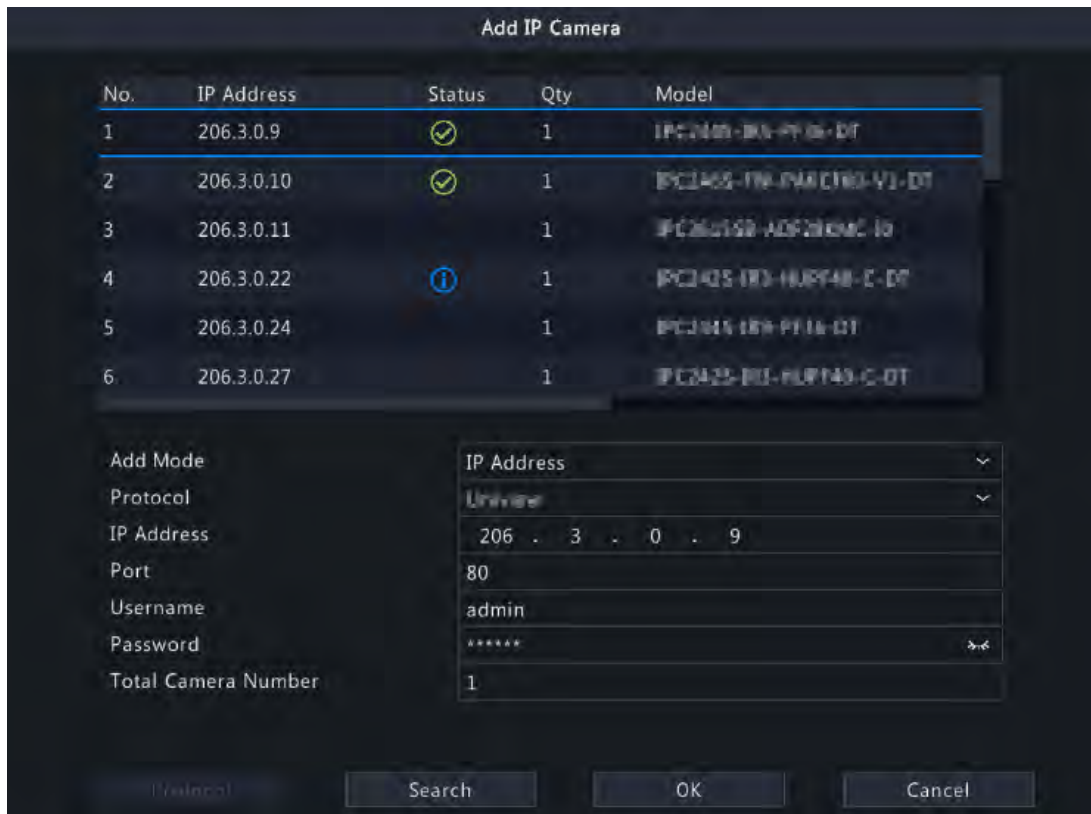 Add IP Camera
No. IP Address Status Qty Model
1 206.3.0.9 1
2 206.3.0.10 1
3 206.3.0.11 1
4 206.3.0.22 1
5 206.3.0.24 1
6 206.3.0.27 1
Add Mode IP Address
Protocol
IP Address 206 . 3 . 0 . 9
Port 80
Username admin
Password ******
Total Camera Number 1
Protocol Search OK Cancel